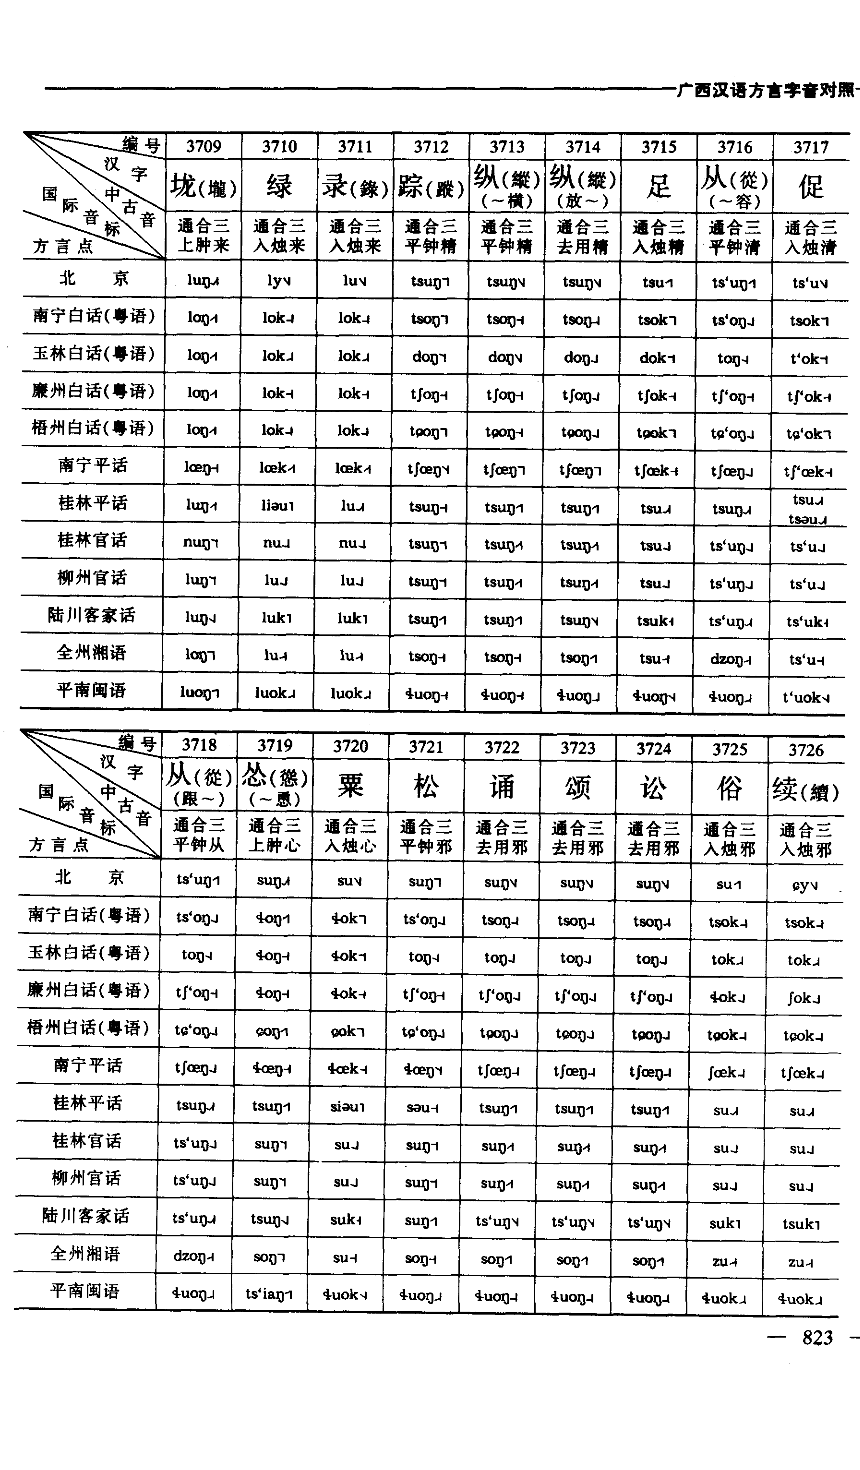 广西汉语方言字音对照
编号 3709 3710 3711 3712 3713 3714 3715 3716 3717
汉字 垅(壠) 绿 录(錄) 踪(蹤) 纵(縱) 纵(縱) 足 从(從) 促
(～横) (放～) (～容)
国际音标 中古音 通合三 通合三 通合三 通合三 通合三 通合三 通合三 通合三 通合三
方言点 上肿来 入烛来 入烛来 平钟精 平钟精 去用精 入烛精 平钟清 入烛清
北京 luŋ ly lu tsuŋ tsuŋ tsuŋ tsu ts‘uŋ ts‘u
南宁白话(粤语) loŋ lok lok tsoŋ tsoŋ tsoŋ tsok ts‘oŋ tsok
玉林白话(粤语) loŋ lok lok doŋ doŋ doŋ dok toŋ t‘ok
廉州白话(粤语) loŋ lok lok tʃoŋ tʃoŋ tʃoŋ tʃok tʃ‘oŋ tʃ‘ok
梧州白话(粤语) loŋ lok lok tɕoŋ tɕoŋ tɕoŋ tɕok tɕ‘oŋ tɕ‘ok
南宁平话 lœŋ lœk lœk tʃœŋ tʃœŋ tʃœŋ tʃœk tʃœŋ tʃ‘œk
桂林平话 luŋ liəu lu tsuŋ tsuŋ tsuŋ tsu tsuŋ tsu tsəu
桂林官话 nuŋ nu nu tsuŋ tsuŋ tsuŋ tsu ts‘uŋ ts‘u
柳州官话 luŋ lu lu tsuŋ tsuŋ tsuŋ tsu ts‘uŋ ts‘u
陆川客家话 luŋ luk luk tsuŋ tsuŋ tsuŋ tsuk ts‘uŋ ts‘uk
全州湘语 loŋ lu lu tsoŋ tsoŋ tsoŋ tsu dzoŋ ts‘u
平南闽语 luoŋ luok luok ɬuoŋ ɬuoŋ ɬuoŋ ɬuoŋ ɬuoŋ t‘uok
编号 3718 3719 3720 3721 3722 3723 3724 3725 3726
汉字 从(從) 怂(慫) 粟 松 诵 颂 讼 俗 续(續)
(跟～) (～恿)
国际音标 中古音 通合三 通合三 通合三 通合三 通合三 通合三 通合三 通合三 通合三
方言点 平钟从 上肿心 入烛心 平钟邪 去用邪 去用邪 去用邪 入烛邪 入烛邪
北京 ts‘uŋ suŋ su suŋ suŋ suŋ suŋ su ɕy
南宁白话(粤语) ts‘oŋ ɬoŋ ɬok ts‘oŋ tsoŋ tsoŋ tsoŋ tsok tsok
玉林白话(粤语) toŋ ɬoŋ ɬok toŋ toŋ toŋ toŋ tok tok
廉州白话(粤语) tʃ‘oŋ ɬoŋ ɬok tʃ‘oŋ tʃ‘oŋ tʃ‘oŋ tʃ‘oŋ ɬok ʃok
梧州白话(粤语) tɕ‘oŋ ɕoŋ ɕok tɕ‘oŋ tɕoŋ tɕoŋ tɕoŋ tɕok tɕok
南宁平话 tʃœŋ ɬœŋ ɬœk ɬœŋ tʃœŋ tʃœŋ tʃœŋ ʃœk tʃœk
桂林平话 tsuŋ tsuŋ siəu səu tsuŋ tsuŋ tsuŋ su su
桂林官话 ts‘uŋ suŋ su suŋ suŋ suŋ suŋ su su
柳州官话 ts‘uŋ suŋ su suŋ suŋ suŋ suŋ su su
陆川客家话 ts‘uŋ tsuŋ suk suŋ ts‘uŋ ts‘uŋ ts‘uŋ suk tsuk
全州湘语 dzoŋ soŋ su soŋ soŋ soŋ soŋ zu zu
平南闽语 ɬuoŋ ts‘iaŋ ɬuok ɬuoŋ ɬuoŋ ɬuoŋ ɬuoŋ ɬuok ɬuok
— 823 —